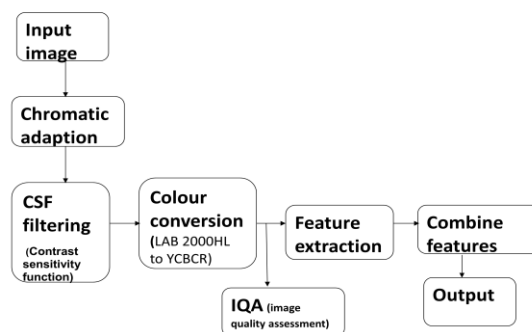 Input
image
Chromatic
adaption
CSF
filtering
(Contrast
sensitivity
function)
Colour
conversion
(LAB 2000HL
to YCBCR)
Feature
extraction
Combine
features
IQA (image
quality assessment)
Output